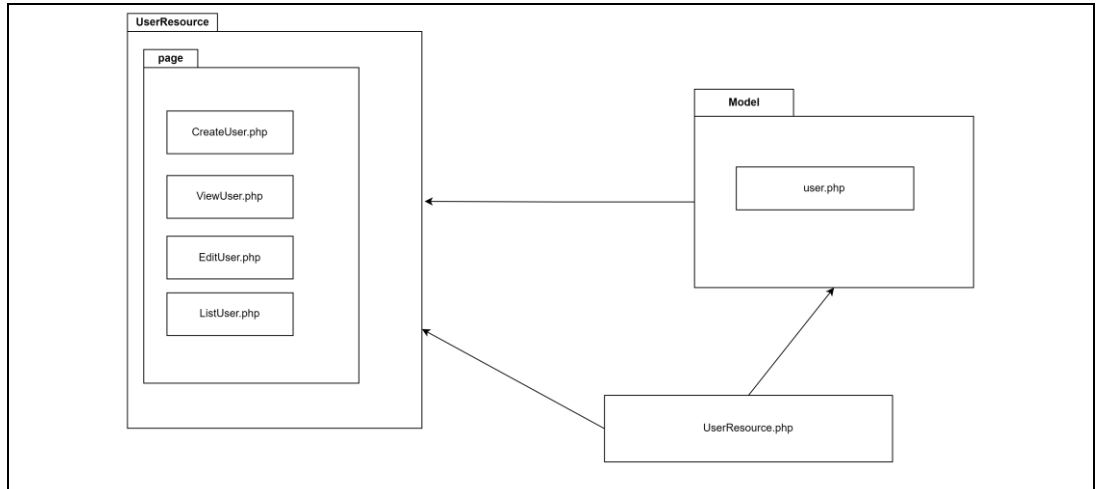 UserResource
page
CreateUser.php
ViewUser.php
EditUser.php
ListUser.php
Model
user.php
UserResource.php